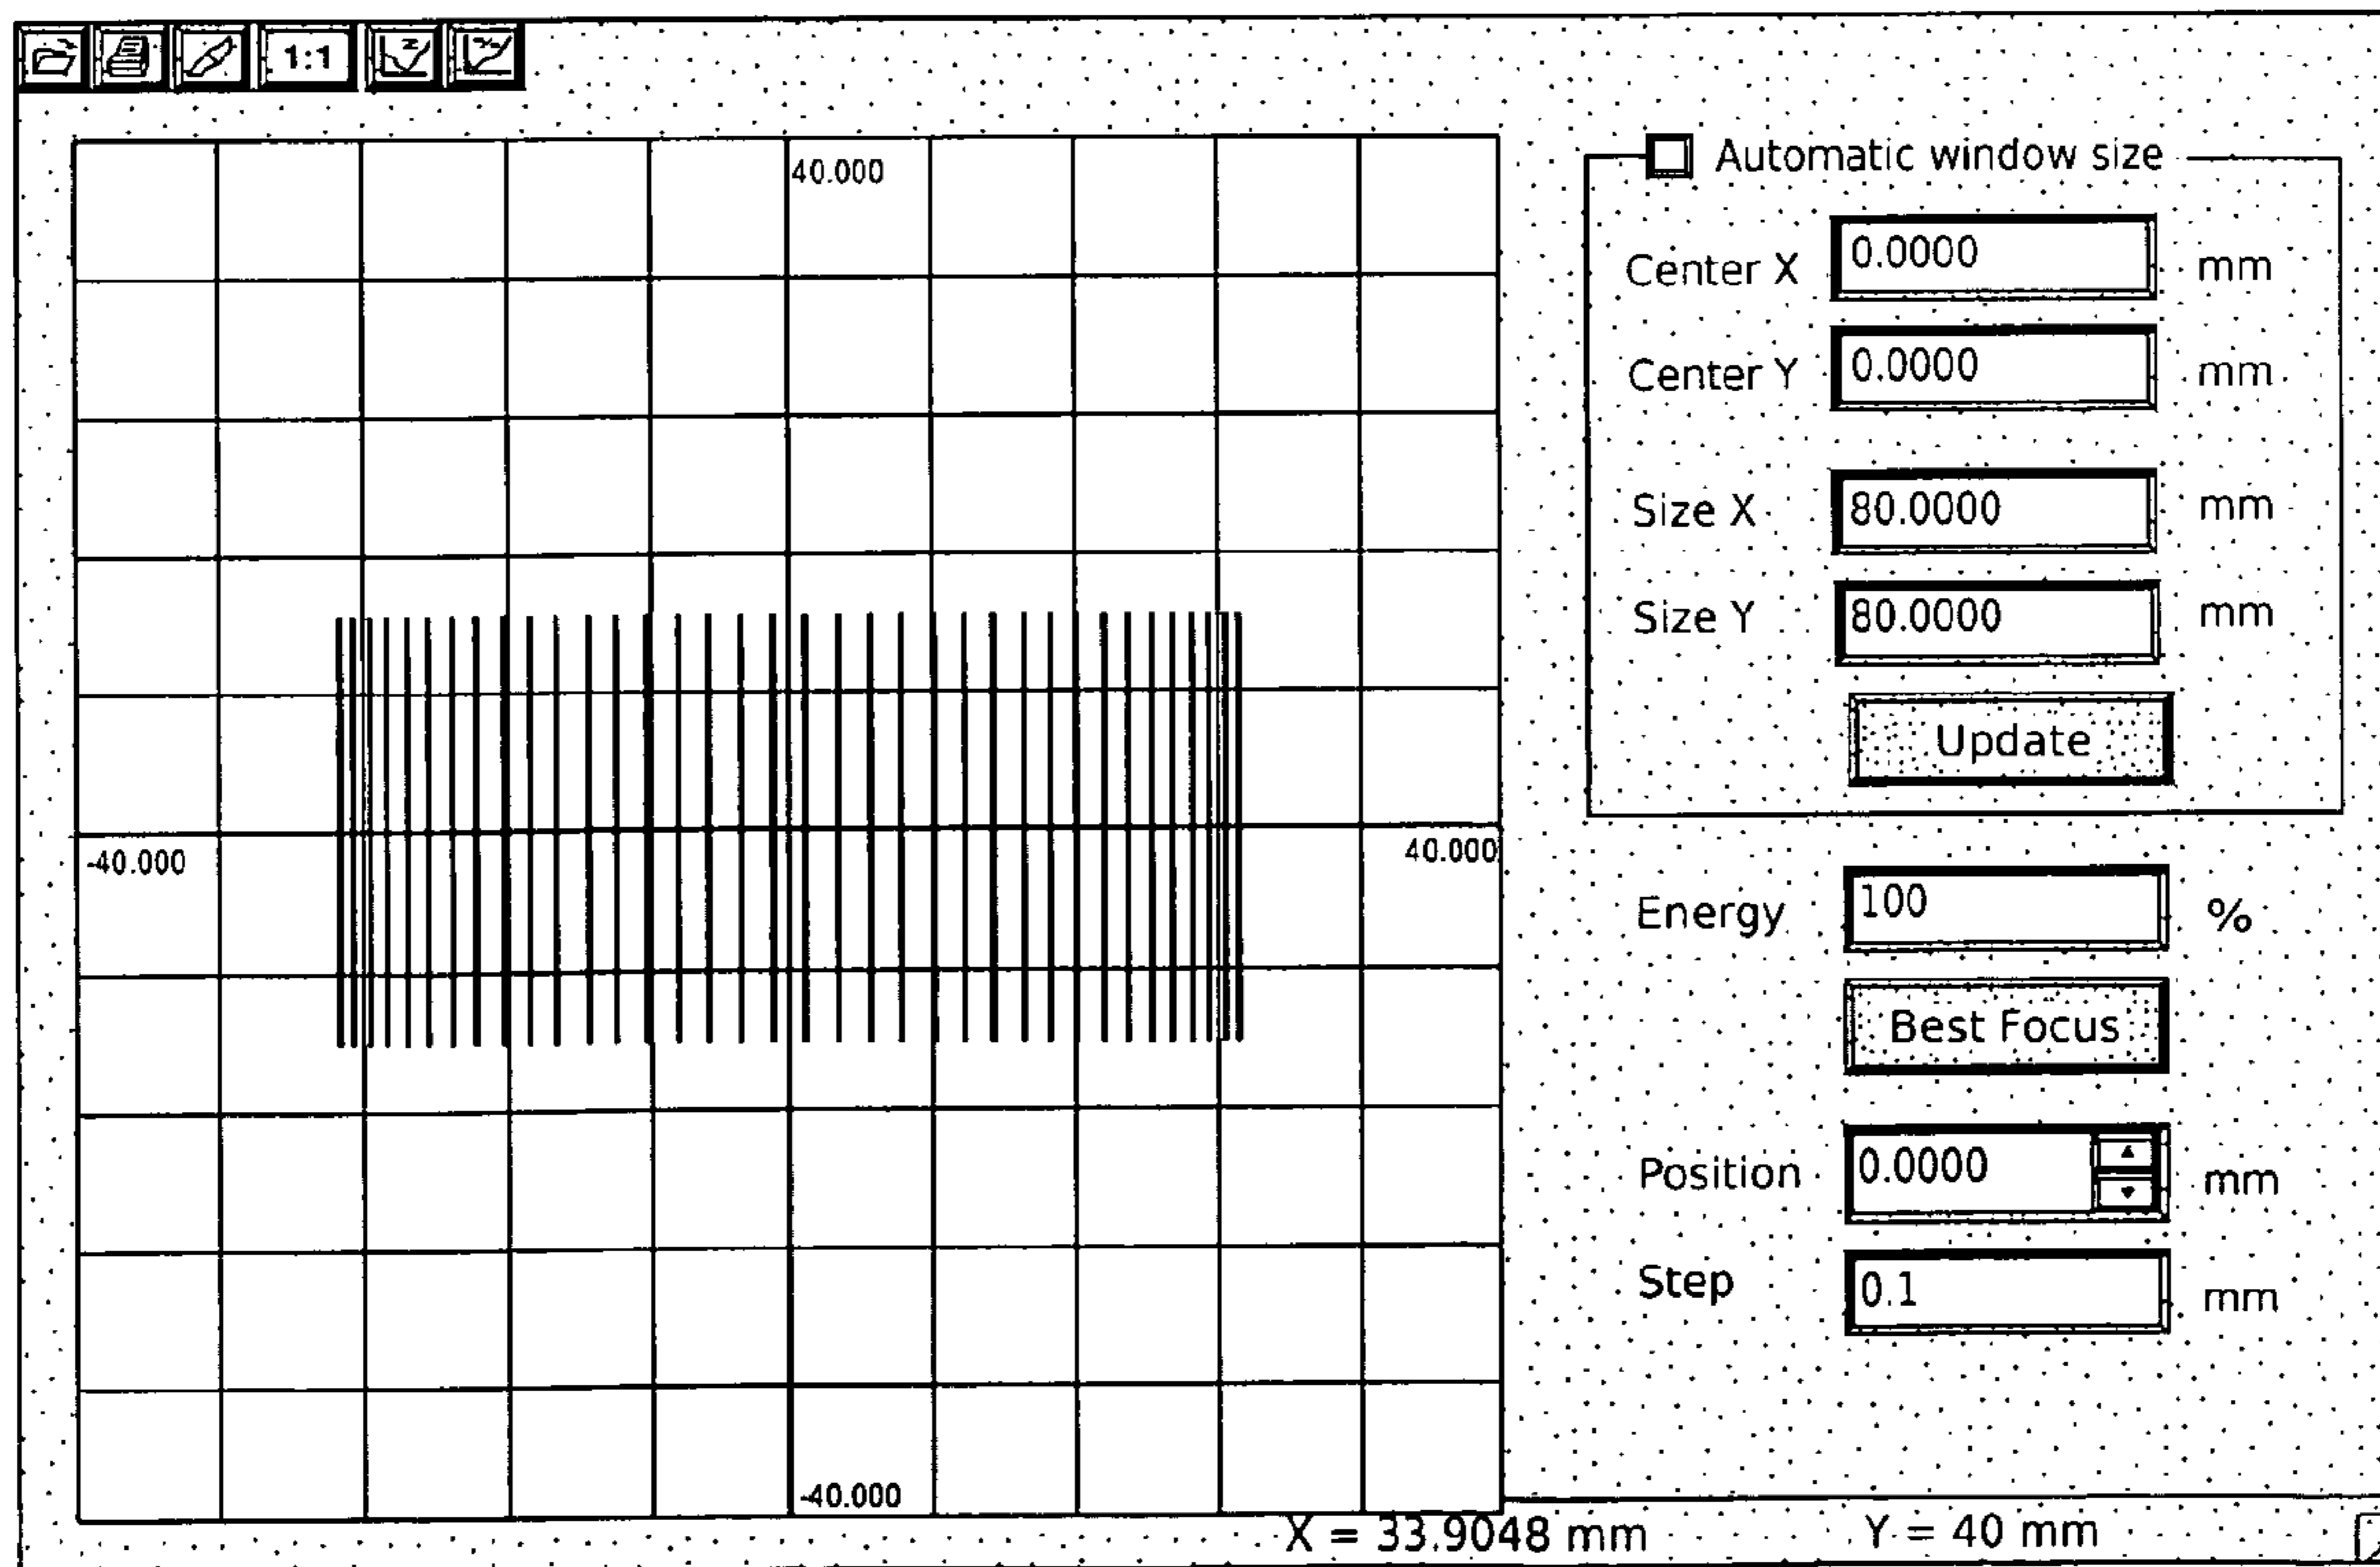 1:1
40.000
-40.000
40.000
-40.000
Automatic window size
Center X 0.0000 mm
Center Y 0.0000 mm
Size X 80.0000 mm
Size Y 80.0000 mm
Update
Energy 100 %
Best Focus
Position 0.0000 mm
Step 0.1 mm
X = 33.9048 mm Y = 40 mm